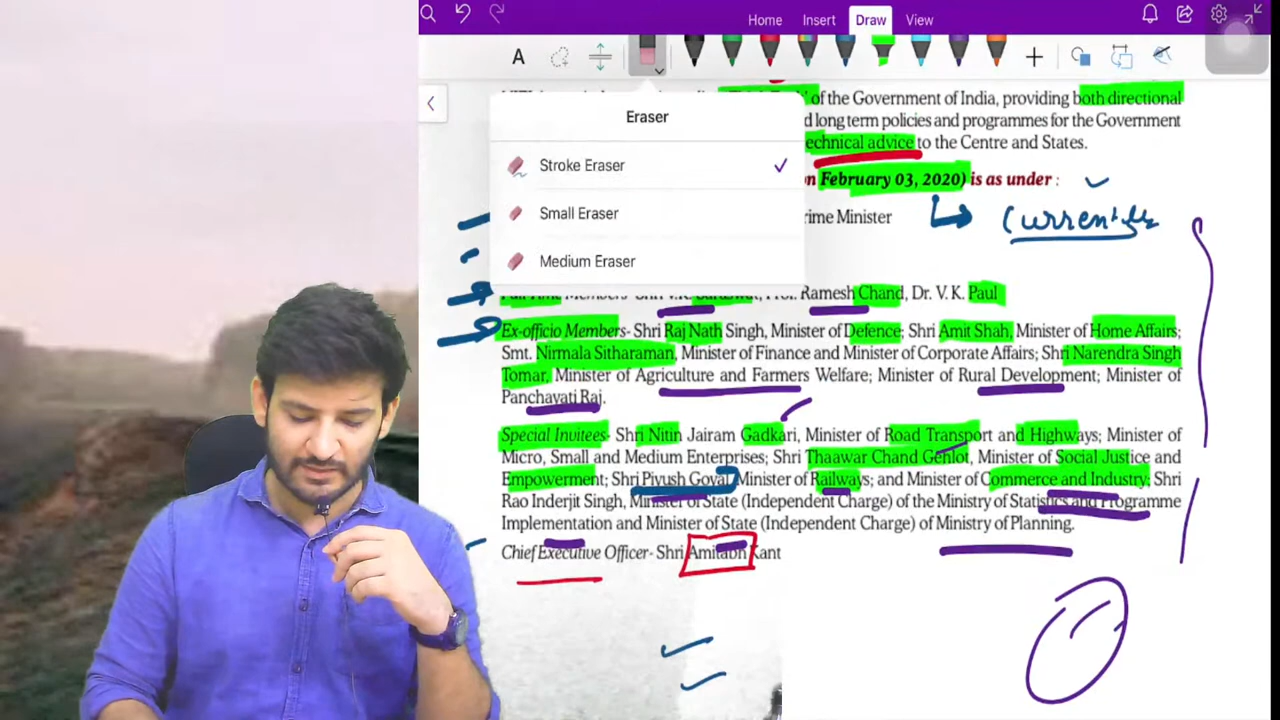 Home Insert Draw View
A
of the Government of India, providing both directional
Eraser
long term policies and programmes for the Government
technical advice to the Centre and States.
Stroke Eraser
February 03, 2020) is as under :
Small Eraser
Minister
Currently
Medium Eraser
Full-Time Members- Shri V.K. Saraswat, Prof. Ramesh Chand, Dr. V. K. Paul
Ex-officio Members- Shri Raj Nath Singh, Minister of Defence; Shri Amit Shah, Minister of Home Affairs;
Smt. Nirmala Sitharaman, Minister of Finance and Minister of Corporate Affairs; Shri Narendra Singh
Tomar, Minister of Agriculture and Farmers Welfare; Minister of Rural Development; Minister of
Panchayati Raj.
Special Invitees- Shri Nitin Jairam Gadkari, Minister of Road Transport and Highways; Minister of
Micro, Small and Medium Enterprises; Shri Thaawar Chand Gehlot, Minister of Social Justice and
Empowerment; Shri Piyush Goyal, Minister of Railways; and Minister of Commerce and Industry; Shri
Rao Inderjit Singh, Minister of State (Independent Charge) of the Ministry of Statistics and Programme
Implementation and Minister of State (Independent Charge) of Ministry of Planning.
Chief Executive Officer- Shri Amitabh Kant